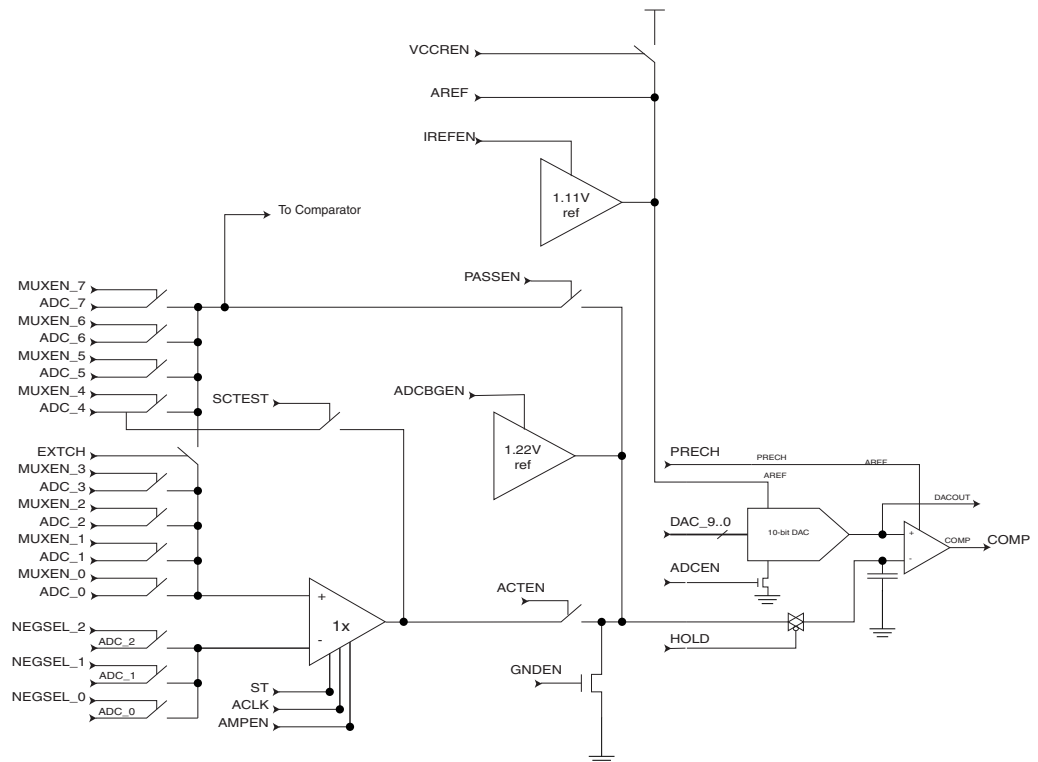 VCCREN
AREF
IREFEN
1.11V
ref
To Comparator
PASSEN
MUXEN_7
ADC_7
MUXEN_6
ADC_6
MUXEN_5
ADC_5
MUXEN_4
ADC_4
SCTEST
ADCBGEN
1.22V
ref
EXTCH
MUXEN_3
ADC_3
MUXEN_2
ADC_2
MUXEN_1
ADC_1
MUXEN_0
ADC_0
PRECH
PRECH
AREF
AREF
DACOUT
DAC_9..0
10-bit DAC
+
-
COMP
COMP
ADCEN
ACTEN
+
1x
-
NEGSEL_2
ADC_2
NEGSEL_1
ADC_1
NEGSEL_0
ADC_0
HOLD
GNDEN
ST
ACLK
AMPEN